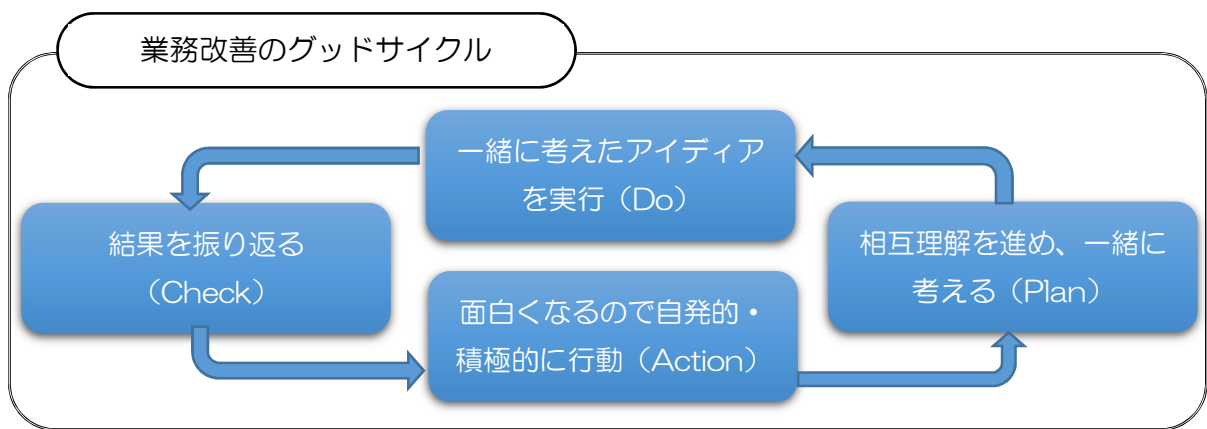 業務改善のグッドサイクル
一緒に考えたアイディア
を実行（Do）
結果を振り返る
（Check）
相互理解を進め、一緒に
考える（Plan）
面白くなるので自発的・
積極的に行動（Action）